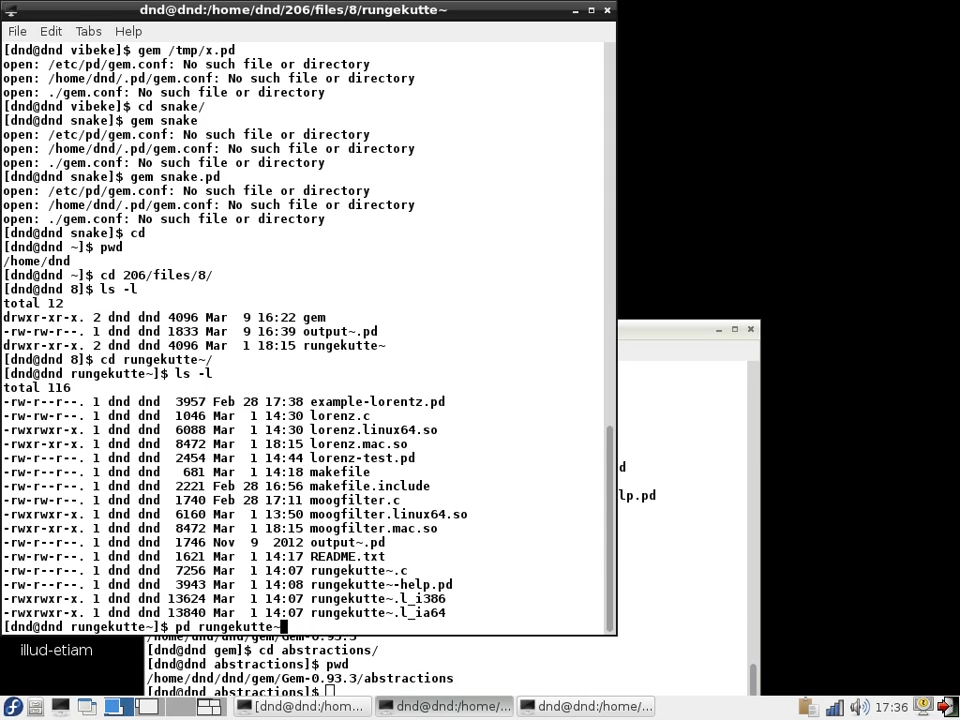 dnd@dnd:/home/dnd/206/files/8/rungekutte~
File Edit Tabs Help
[dnd@dnd vibeke]$ gem /tmp/x.pd
open: /etc/pd/gem.conf: No such file or directory
open: /home/dnd/.pd/gem.conf: No such file or directory
open: ./gem.conf: No such file or directory
[dnd@dnd vibeke]$ cd snake/
[dnd@dnd snake]$ gem snake
open: /etc/pd/gem.conf: No such file or directory
open: /home/dnd/.pd/gem.conf: No such file or directory
open: ./gem.conf: No such file or directory
[dnd@dnd snake]$ gem snake.pd
open: /etc/pd/gem.conf: No such file or directory
open: /home/dnd/.pd/gem.conf: No such file or directory
open: ./gem.conf: No such file or directory
[dnd@dnd snake]$ cd
[dnd@dnd ~]$ pwd
/home/dnd
[dnd@dnd ~]$ cd 206/files/8/
[dnd@dnd 8]$ ls -l
total 12
drwxr-xr-x. 2 dnd dnd 4096 Mar  9 16:22 gem
-rw-rw-r--. 1 dnd dnd 1833 Mar  9 16:39 output~.pd
drwxr-xr-x. 2 dnd dnd 4096 Mar  1 18:15 rungekutte~
[dnd@dnd 8]$ cd rungekutte~/
[dnd@dnd rungekutte~]$ ls -l
total 116
-rw-r--r--. 1 dnd dnd  3957 Feb 28 17:38 example-lorentz.pd
-rw-rw-r--. 1 dnd dnd  1046 Mar  1 14:30 lorenz.c
-rwxrwxr-x. 1 dnd dnd  6088 Mar  1 14:30 lorenz.linux64.so
-rwxr-xr-x. 1 dnd dnd  8472 Mar  1 18:15 lorenz.mac.so
-rw-rw-r--. 1 dnd dnd  2454 Mar  1 14:44 lorenz-test.pd
-rw-rw-r--. 1 dnd dnd   681 Mar  1 14:18 makefile
-rw-rw-r--. 1 dnd dnd  2221 Feb 28 16:56 makefile.include
-rw-rw-r--. 1 dnd dnd  1740 Feb 28 17:11 moogfilter.c
-rwxrwxr-x. 1 dnd dnd  6160 Mar  1 13:50 moogfilter.linux64.so
-rwxr-xr-x. 1 dnd dnd  8472 Mar  1 18:15 moogfilter.mac.so
-rw-r--r--. 1 dnd dnd  1746 Nov  9  2012 output~.pd
-rw-rw-r--. 1 dnd dnd  1621 Mar  1 14:17 README.txt
-rw-r--r--. 1 dnd dnd  7256 Mar  1 14:07 rungekutte~.c
-rw-r--r--. 1 dnd dnd  3943 Mar  1 14:08 rungekutte~-help.pd
-rwxrwxr-x. 1 dnd dnd 13624 Mar  1 14:07 rungekutte~.l_i386
-rwxrwxr-x. 1 dnd dnd 13840 Mar  1 14:07 rungekutte~.l_ia64
[dnd@dnd rungekutte~]$ pd rungekutte~
d
lp.pd
/home/dnd/dnd/gem/Gem-0.93.3
[dnd@dnd gem]$ cd abstractions/
[dnd@dnd abstractions]$ pwd
/home/dnd/dnd/gem/Gem-0.93.3/abstractions
[dnd@dnd abstractions]$
illud-etiam
[dnd@dnd:/hom...
dnd@dnd:/home/...
dnd@dnd:/home/...
17:36